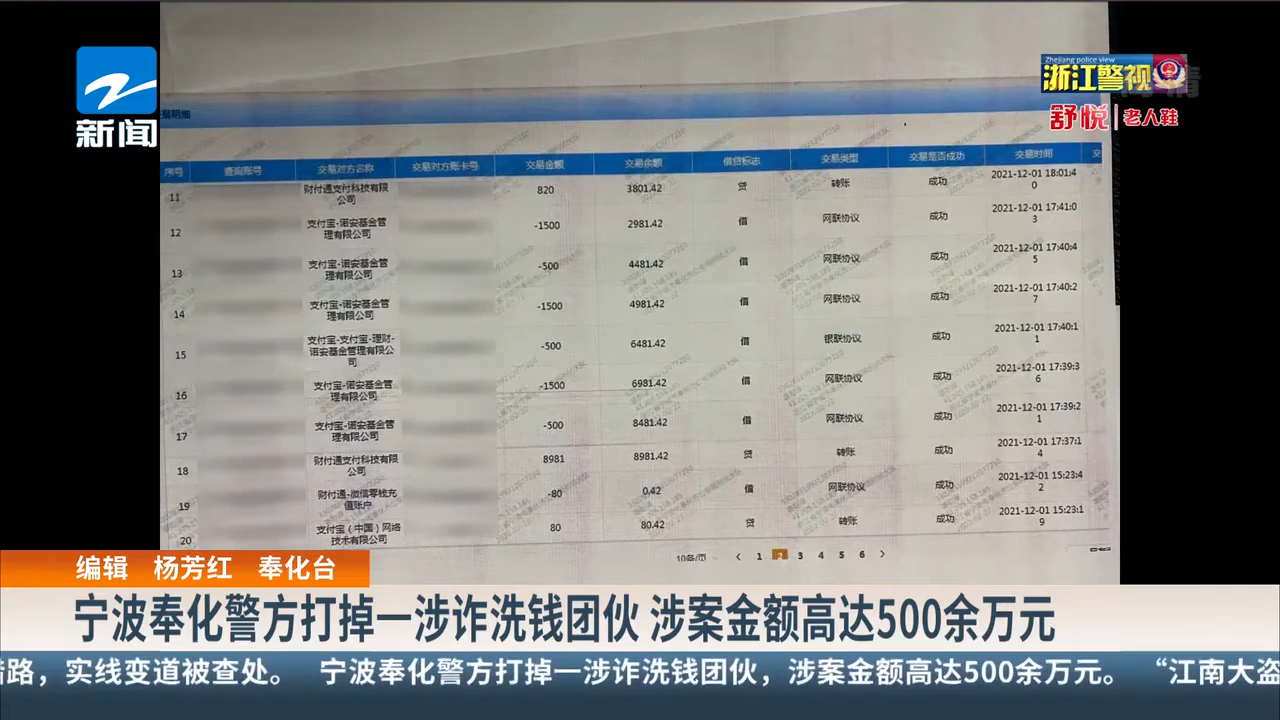 Zhejiang police view
浙江警视
新闻
舒悦 老人鞋
易明细
序号 查询账号 交易对方名称 交易对方账卡号 交易金额 交易余额 借贷标志 交易类型 交易是否成功 交易时间 交
11 财付通支付科技有限公司 820 3801.42 贷 转账 成功 2021-12-01 18:01:40
12 支付宝-诺安基金管理有限公司 -1500 2981.42 借 网联协议 成功 2021-12-01 17:41:03
13 支付宝-诺安基金管理有限公司 -500 4481.42 借 网联协议 成功 2021-12-01 17:40:45
14 支付宝-诺安基金管理有限公司 -1500 4981.42 借 网联协议 成功 2021-12-01 17:40:27
15 支付宝-支付宝-理财-诺安基金管理有限公司 -500 6481.42 借 银联协议 成功 2021-12-01 17:40:11
16 支付宝-诺安基金管理有限公司 -1500 6981.42 借 网联协议 成功 2021-12-01 17:39:36
17 支付宝-诺安基金管理有限公司 -500 8481.42 借 网联协议 成功 2021-12-01 17:39:21
18 财付通支付科技有限公司 8981 8981.42 贷 转账 成功 2021-12-01 17:37:14
19 财付通-微信零钱充值账户 -80 0.42 借 网联协议 成功 2021-12-01 15:23:42
20 支付宝（中国）网络技术有限公司 80 80.42 贷 转账 成功 2021-12-01 15:23:19
10条/页 < 1 2 3 4 5 6 >
编辑 杨芳红 奉化台
宁波奉化警方打掉一涉诈洗钱团伙 涉案金额高达500余万元
错路，实线变道被查处。 宁波奉化警方打掉一涉诈洗钱团伙，涉案金额高达500余万元。 “江南大盗